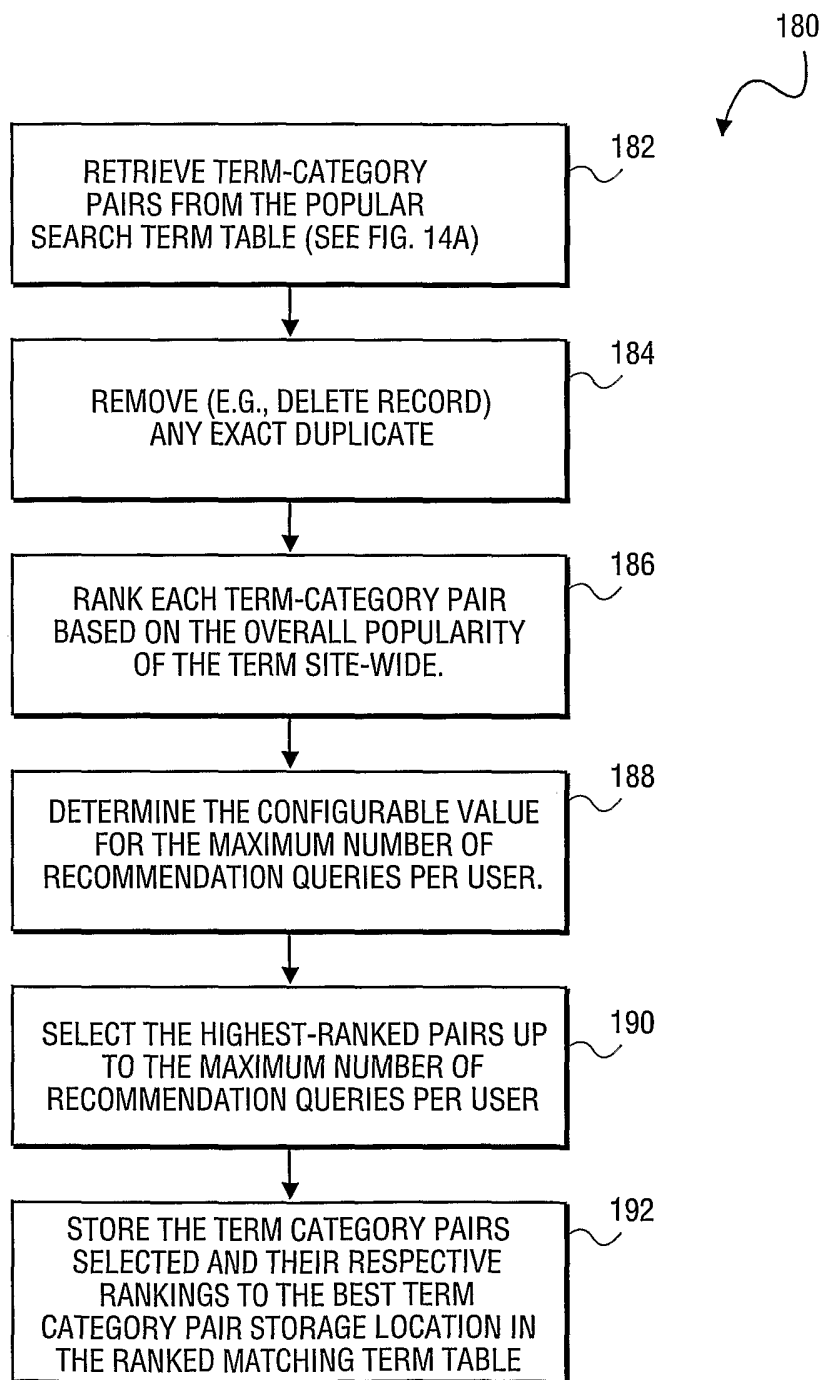 180
182
RETRIEVE TERM-CATEGORY
PAIRS FROM THE POPULAR
SEARCH TERM TABLE (SEE FIG. 14A)
184
REMOVE (E.G., DELETE RECORD)
ANY EXACT DUPLICATE
186
RANK EACH TERM-CATEGORY PAIR
BASED ON THE OVERALL POPULARITY
OF THE TERM SITE-WIDE.
188
DETERMINE THE CONFIGURABLE VALUE
FOR THE MAXIMUM NUMBER OF
RECOMMENDATION QUERIES PER USER.
190
SELECT THE HIGHEST-RANKED PAIRS UP
TO THE MAXIMUM NUMBER OF
RECOMMENDATION QUERIES PER USER
192
STORE THE TERM CATEGORY PAIRS
SELECTED AND THEIR RESPECTIVE
RANKINGS TO THE BEST TERM
CATEGORY PAIR STORAGE LOCATION IN
THE RANKED MATCHING TERM TABLE